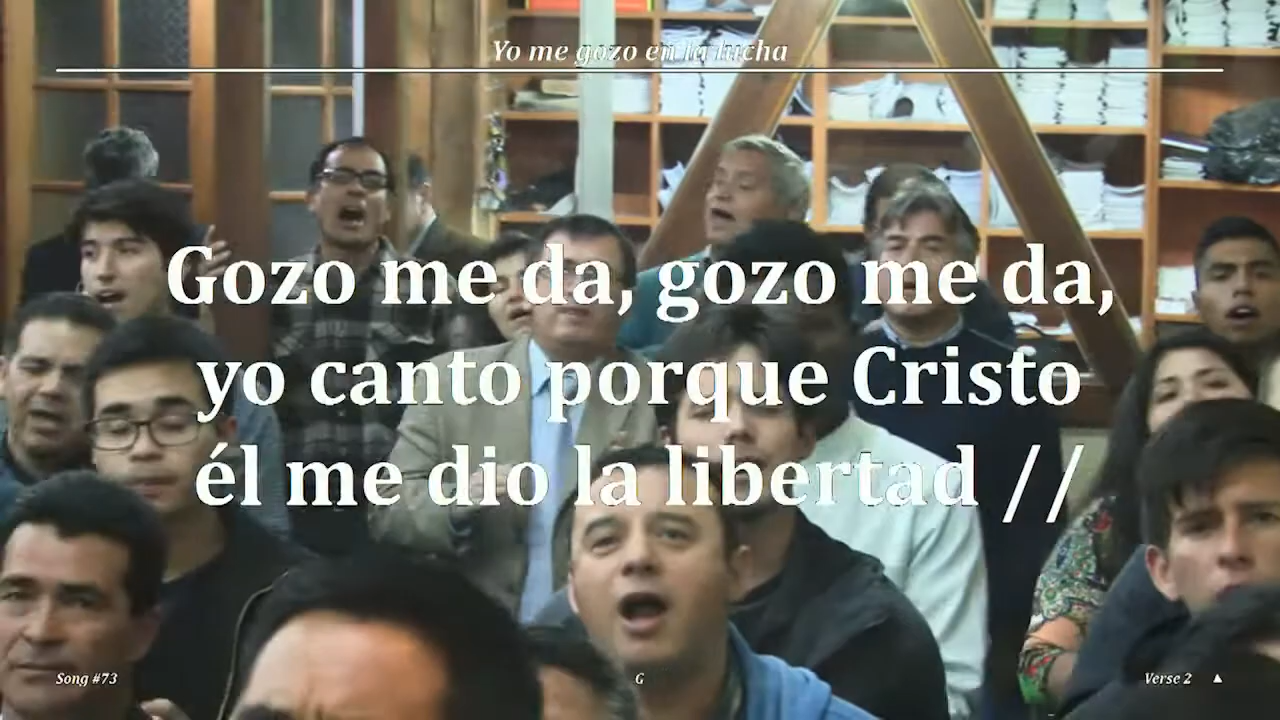 Yo me gozo en la lucha
Gozo me da, gozo me da,
yo canto porque Cristo
él me dio la libertad //
Song #73
G
Verse 2 ▲